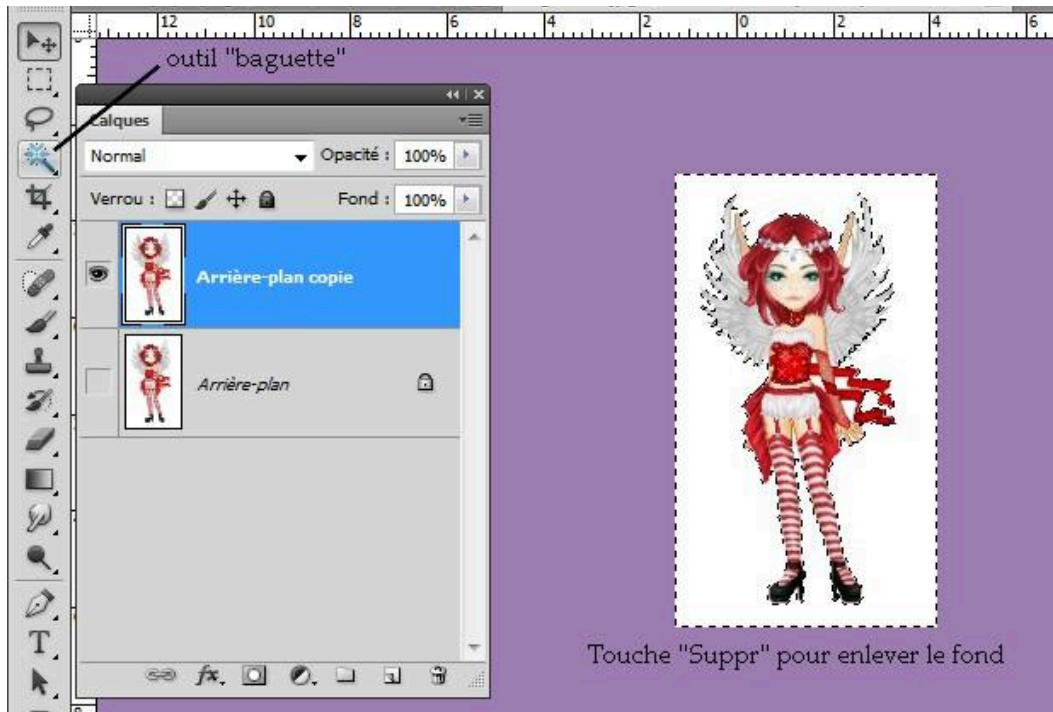 12 10 8 6 4 2 0 2 4 6
outil "baguette"
Calques
Normal Opacité : 100%
Verrou : Fond : 100%
Arrière-plan copie
Arrière-plan
Touche "Suppr" pour enlever le fond